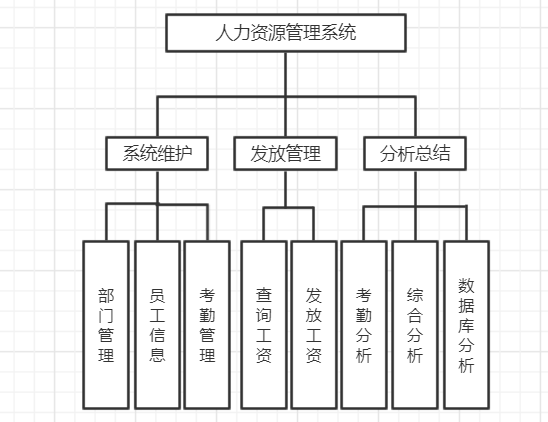 人力资源管理系统
系统维护
发放管理
分析总结
部门管理
员工信息
考勤管理
查询工资
发放工资
考勤分析
综合分析
数据库分析